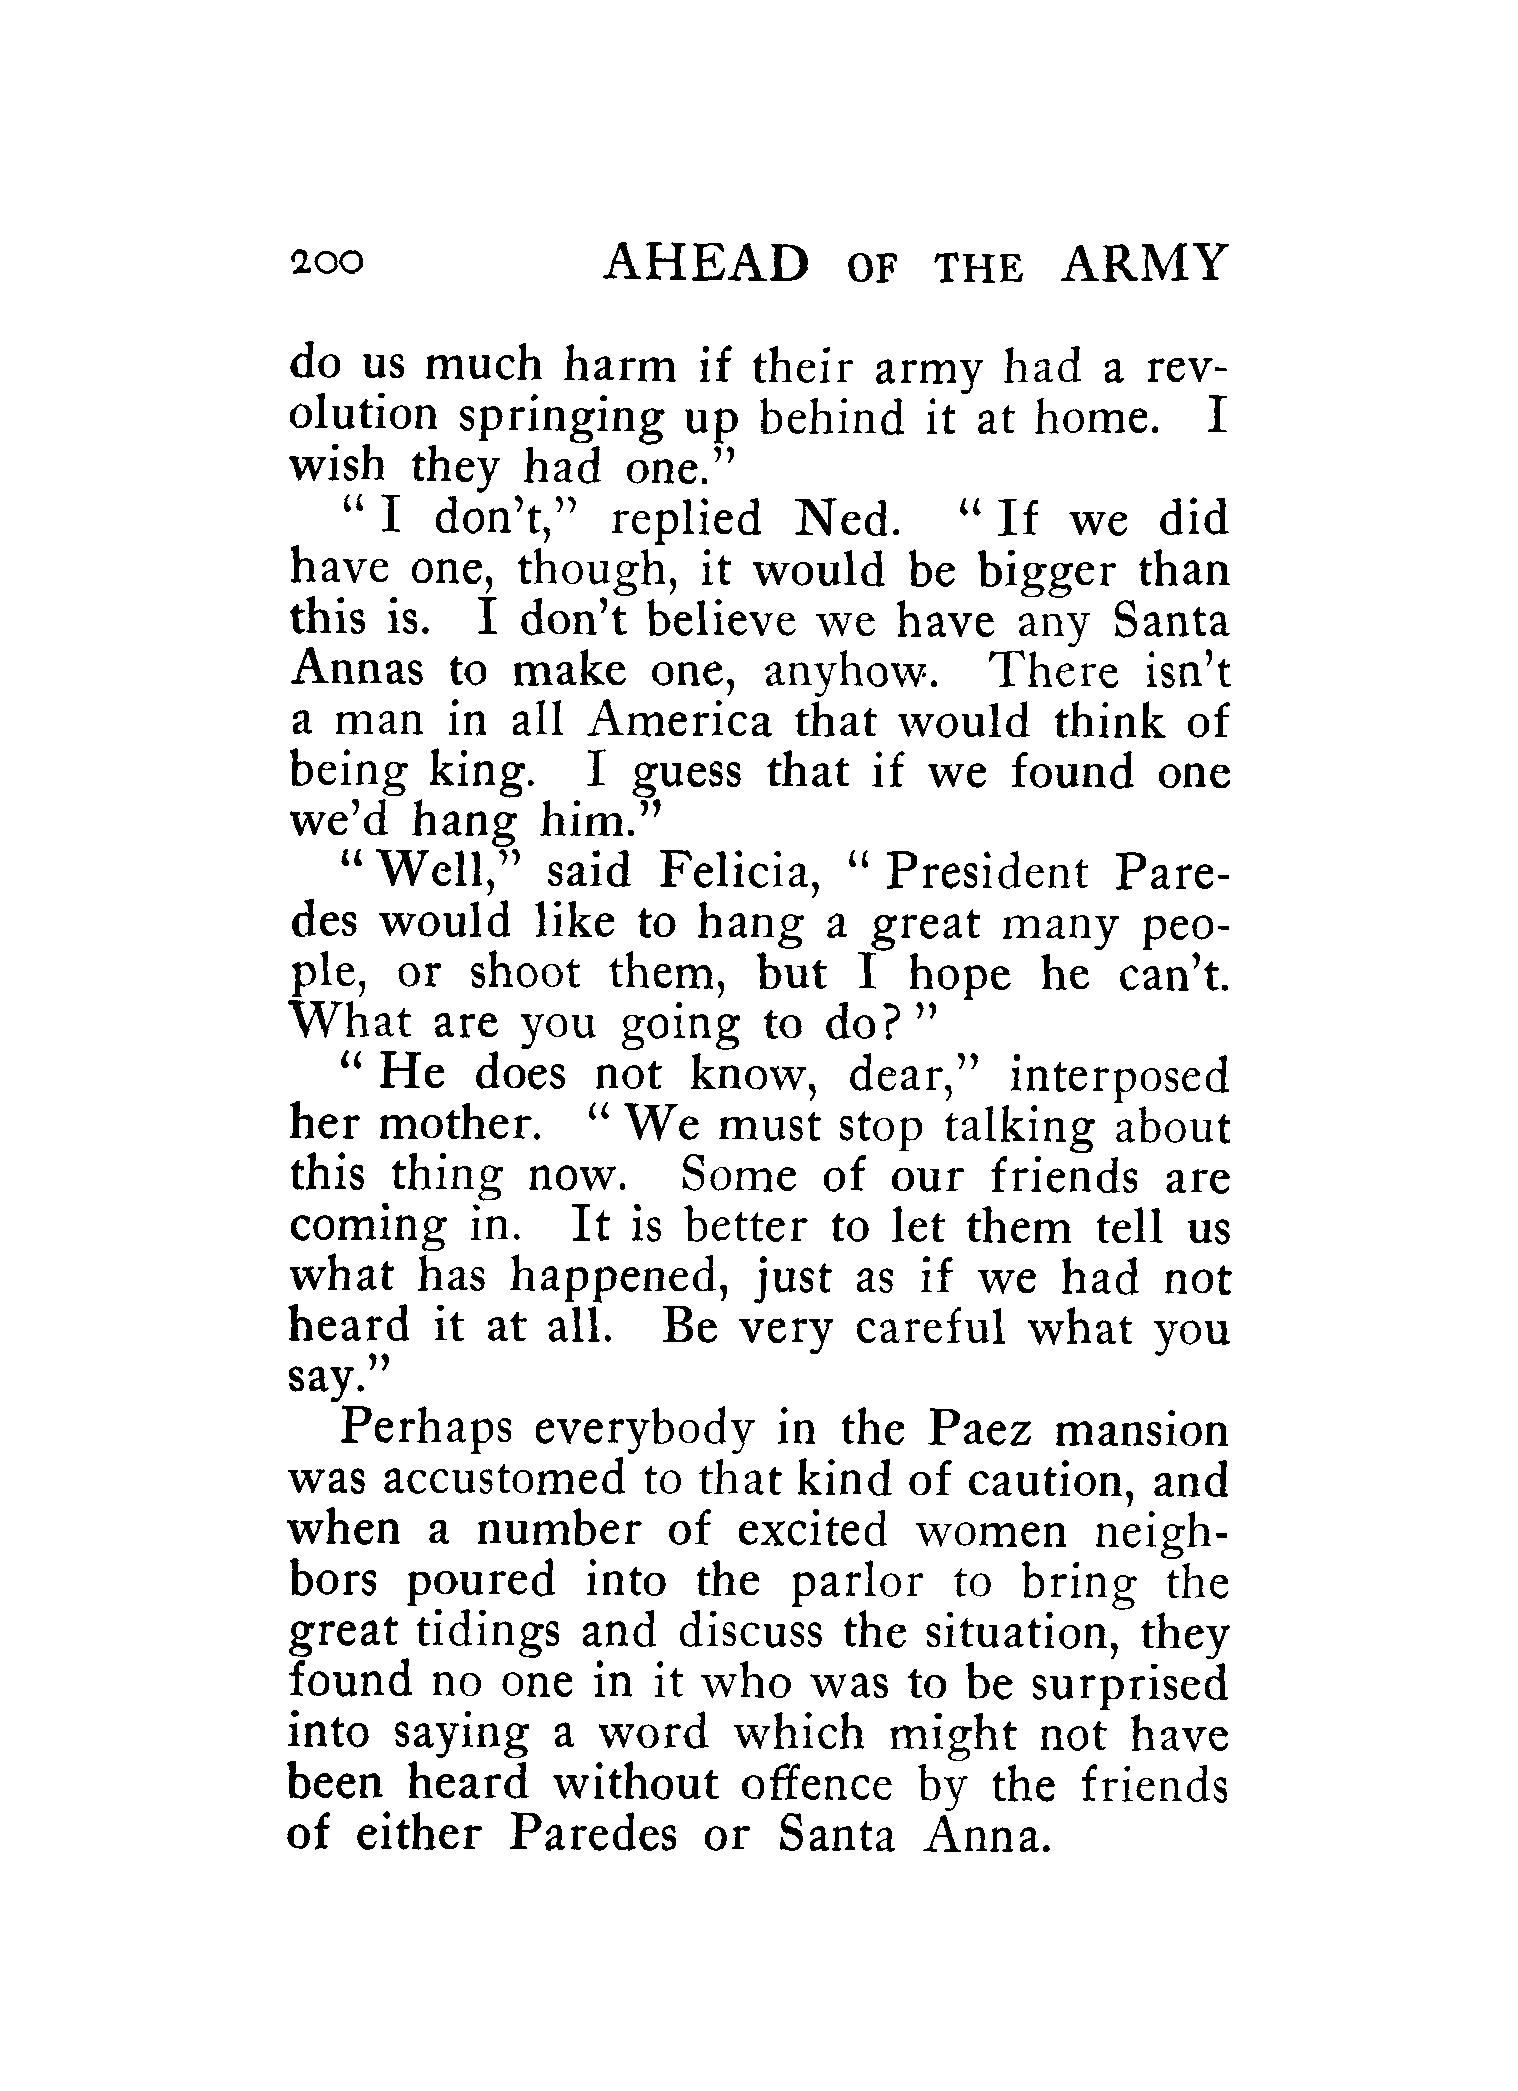 200 AHEAD OF THE ARMY
do us much harm if their army had a rev-
olution springing up behind it at home. I
wish they had one."
"I don't," replied Ned. "If we did
have one, though, it would be bigger than
this is. I don't believe we have any Santa
Annas to make one, anyhow. There isn't
a man in all America that would think of
being king. I guess that if we found one
we'd hang him."
"Well," said Felicia, "President Pare-
des would like to hang a great many peo-
ple, or shoot them, but I hope he can't.
What are you going to do?"
"He does not know, dear," interposed
her mother. "We must stop talking about
this thing now. Some of our friends are
coming in. It is better to let them tell us
what has happened, just as if we had not
heard it at all. Be very careful what you
say."
Perhaps everybody in the Paez mansion
was accustomed to that kind of caution, and
when a number of excited women neigh-
bors poured into the parlor to bring the
great tidings and discuss the situation, they
found no one in it who was to be surprised
into saying a word which might not have
been heard without offence by the friends
of either Paredes or Santa Anna.